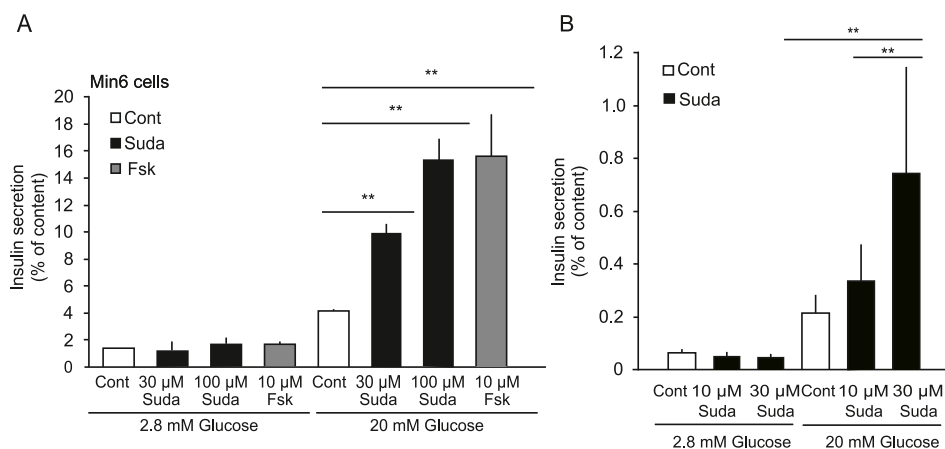 A
Min6 cells
Cont
Suda
Fsk
Insulin secretion
(% of content)
20
18
16
14
12
10
8
6
4
2
0
**
**
**
Cont 30 µM 100 µM 10 µM Cont 30 µM 100 µM 10 µM
Suda Suda Fsk Suda Suda Fsk
2.8 mM Glucose 20 mM Glucose
B
Cont
Suda
Insulin secretion
(% of content)
1.2
1.0
0.8
0.6
0.4
0.2
0
**
**
Cont 10 µM 30 µM Cont 10 µM 30 µM
Suda Suda Suda Suda
2.8 mM Glucose 20 mM Glucose